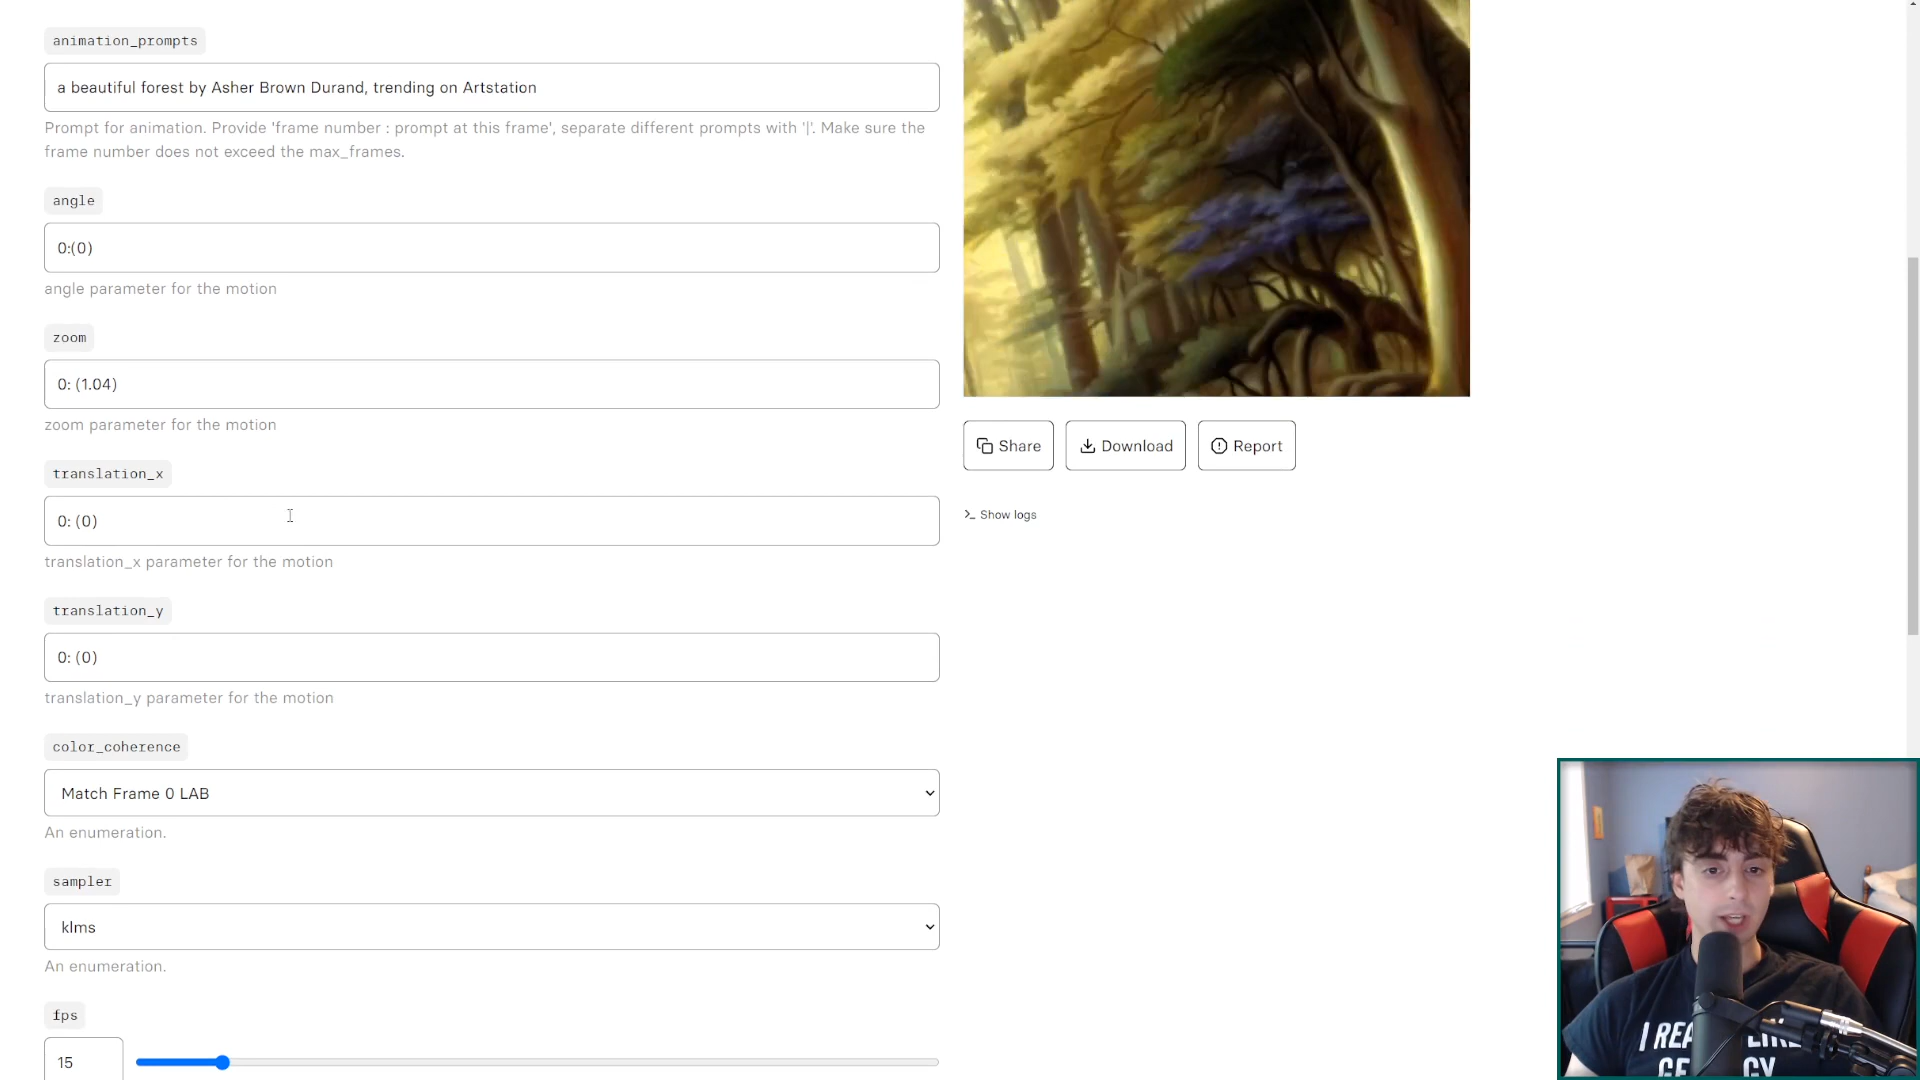 animation_prompts
a beautiful forest by Asher Brown Durand, trending on Artstation
Prompt for animation. Provide 'frame number : prompt at this frame', separate different prompts with '|'. Make sure the
frame number does not exceed the max_frames.
angle
0:(0)
angle parameter for the motion
zoom
0: (1.04)
zoom parameter for the motion
translation_x
0: (0)
translation_x parameter for the motion
translation_y
0: (0)
translation_y parameter for the motion
color_coherence
Match Frame 0 LAB
An enumeration.
sampler
klms
An enumeration.
fps
15
Share
Download
Report
>_ Show logs
I